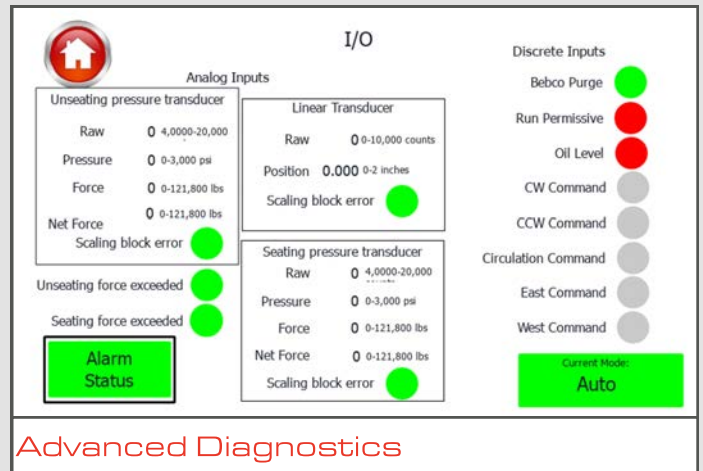 I/O
Analog Inputs
Unseating pressure transducer
Raw 0 4,0000-20,000
Pressure 0 0-3,000 psi
Force 0 0-121,800 lbs
Net Force 0 0-121,800 lbs
Scaling block error
Unseating force exceeded
Seating force exceeded
Alarm
Status
Linear Transducer
Raw 0 0-10,000 counts
Position 0.000 0-2 inches
Scaling block error
Seating pressure transducer
Raw 0 4,0000-20,000
Pressure 0 0-3,000 psi
Force 0 0-121,800 lbs
Net Force 0 0-121,800 lbs
Scaling block error
Discrete Inputs
Bebco Purge
Run Permissive
Oil Level
CW Command
CCW Command
Circulation Command
East Command
West Command
Current Mode:
Auto
Advanced Diagnostics